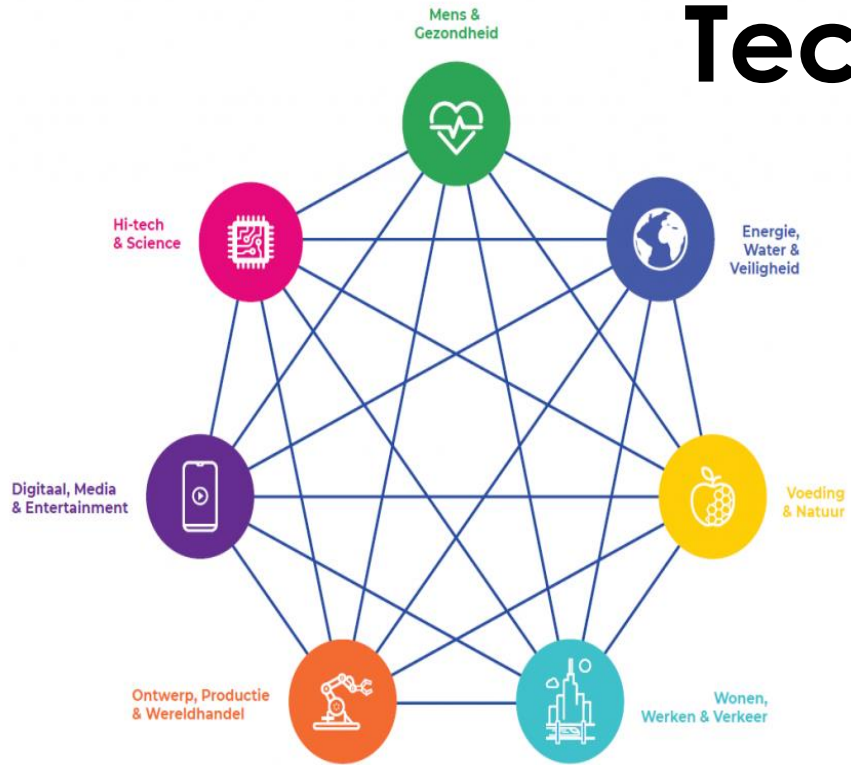 Mens &
Gezondheid
Tec
Hi-tech
& Science
Energie,
Water &
Veiligheid
Digitaal, Media
& Entertainment
Voeding
& Natuur
Ontwerp, Productie
& Wereldhandel
Wonen,
Werken & Verkeer